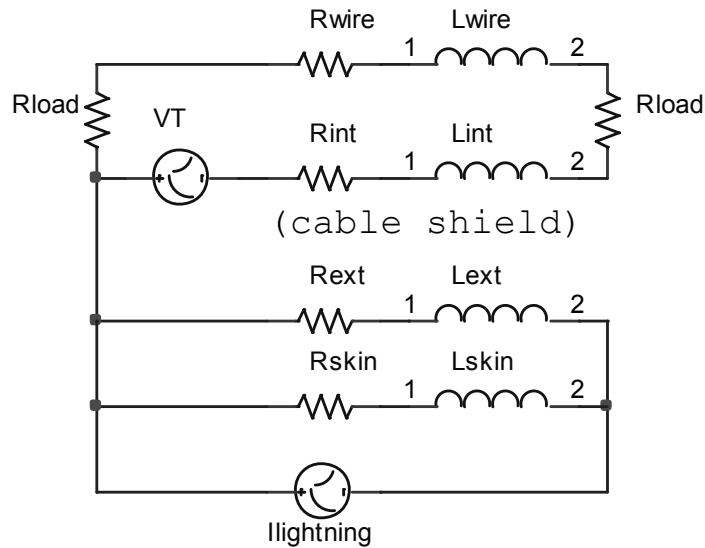 Rwire 1 Lwire 2
Rload VT Rload
Rint 1 Lint 2
+ -
(cable shield)
Rext 1 Lext 2
Rskin 1 Lskin 2
+ -
Ilightning